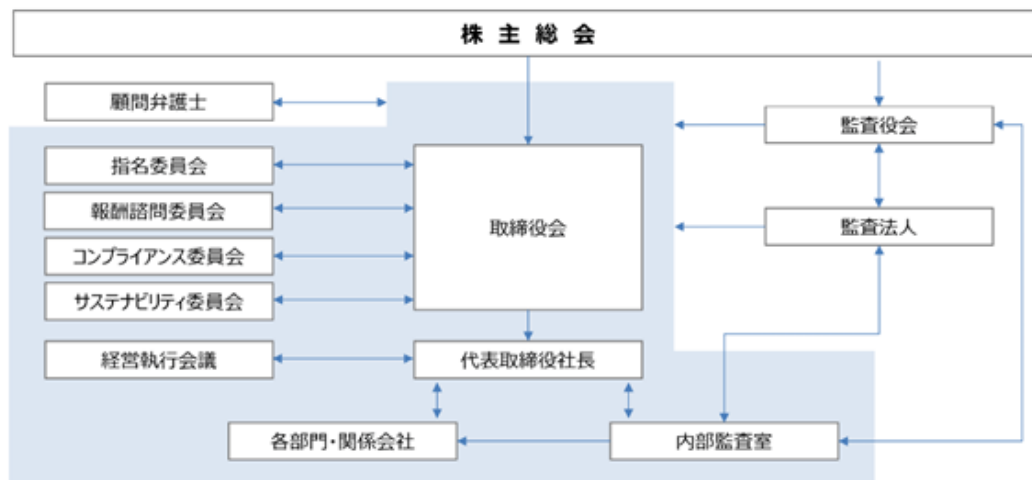 株主総会
顧問弁護士
監査役会
指名委員会
報酬諮問委員会
取締役会
監査法人
コンプライアンス委員会
サステナビリティ委員会
経営執行会議
代表取締役社長
各部門・関係会社
内部監査室